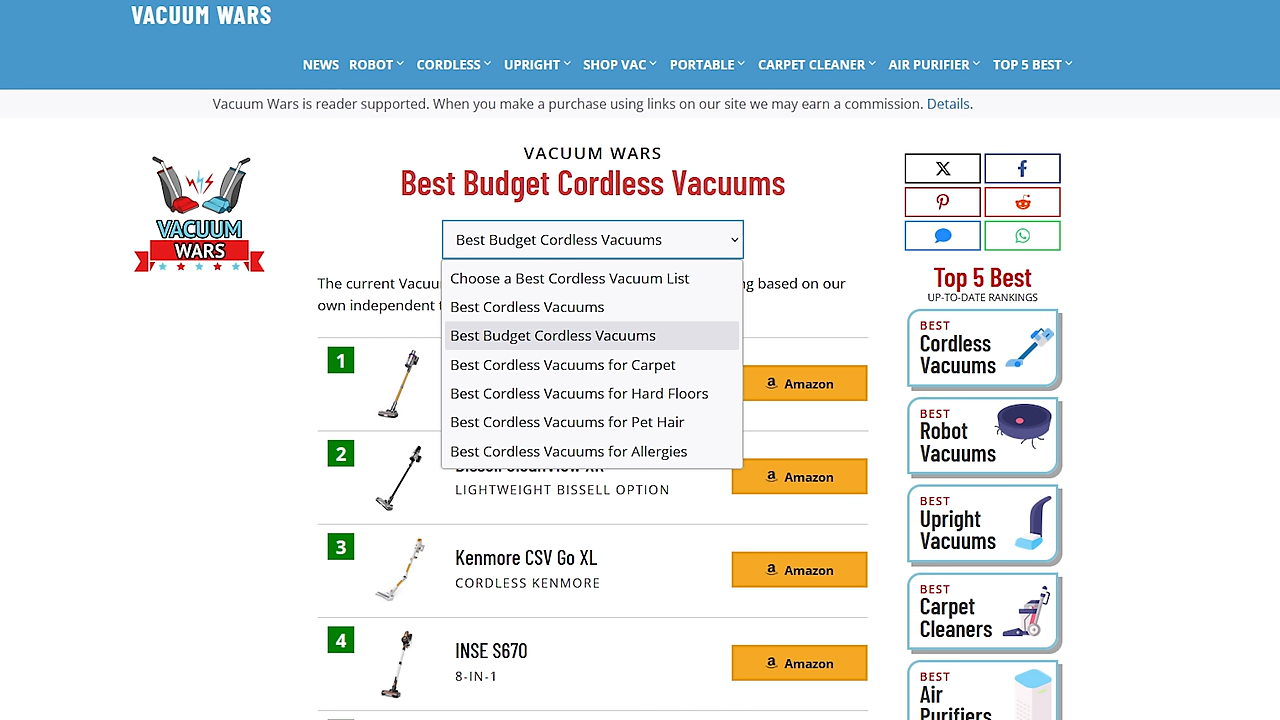 VACUUM WARS
NEWS ROBOT CORDLESS UPRIGHT SHOP VAC PORTABLE CARPET CLEANER AIR PURIFIER TOP 5 BEST
Vacuum Wars is reader supported. When you make a purchase using links on our site we may earn a commission. Details.
VACUUM
WARS
VACUUM WARS
Best Budget Cordless Vacuums
Best Budget Cordless Vacuums
Choose a Best Cordless Vacuum List
Best Cordless Vacuums
Best Budget Cordless Vacuums
Best Cordless Vacuums for Carpet
Best Cordless Vacuums for Hard Floors
Best Cordless Vacuums for Pet Hair
Best Cordless Vacuums for Allergies
The current based on our
own independent
1
Amazon
2
LIGHTWEIGHT BISSELL OPTION
Amazon
3
Kenmore CSV Go XL
CORDLESS KENMORE
Amazon
4
INSE S670
8-IN-1
Amazon
Top 5 Best
UP-TO-DATE RANKINGS
BEST
Cordless
Vacuums
BEST
Robot
Vacuums
BEST
Upright
Vacuums
BEST
Carpet
Cleaners
BEST
Air
Purifiers